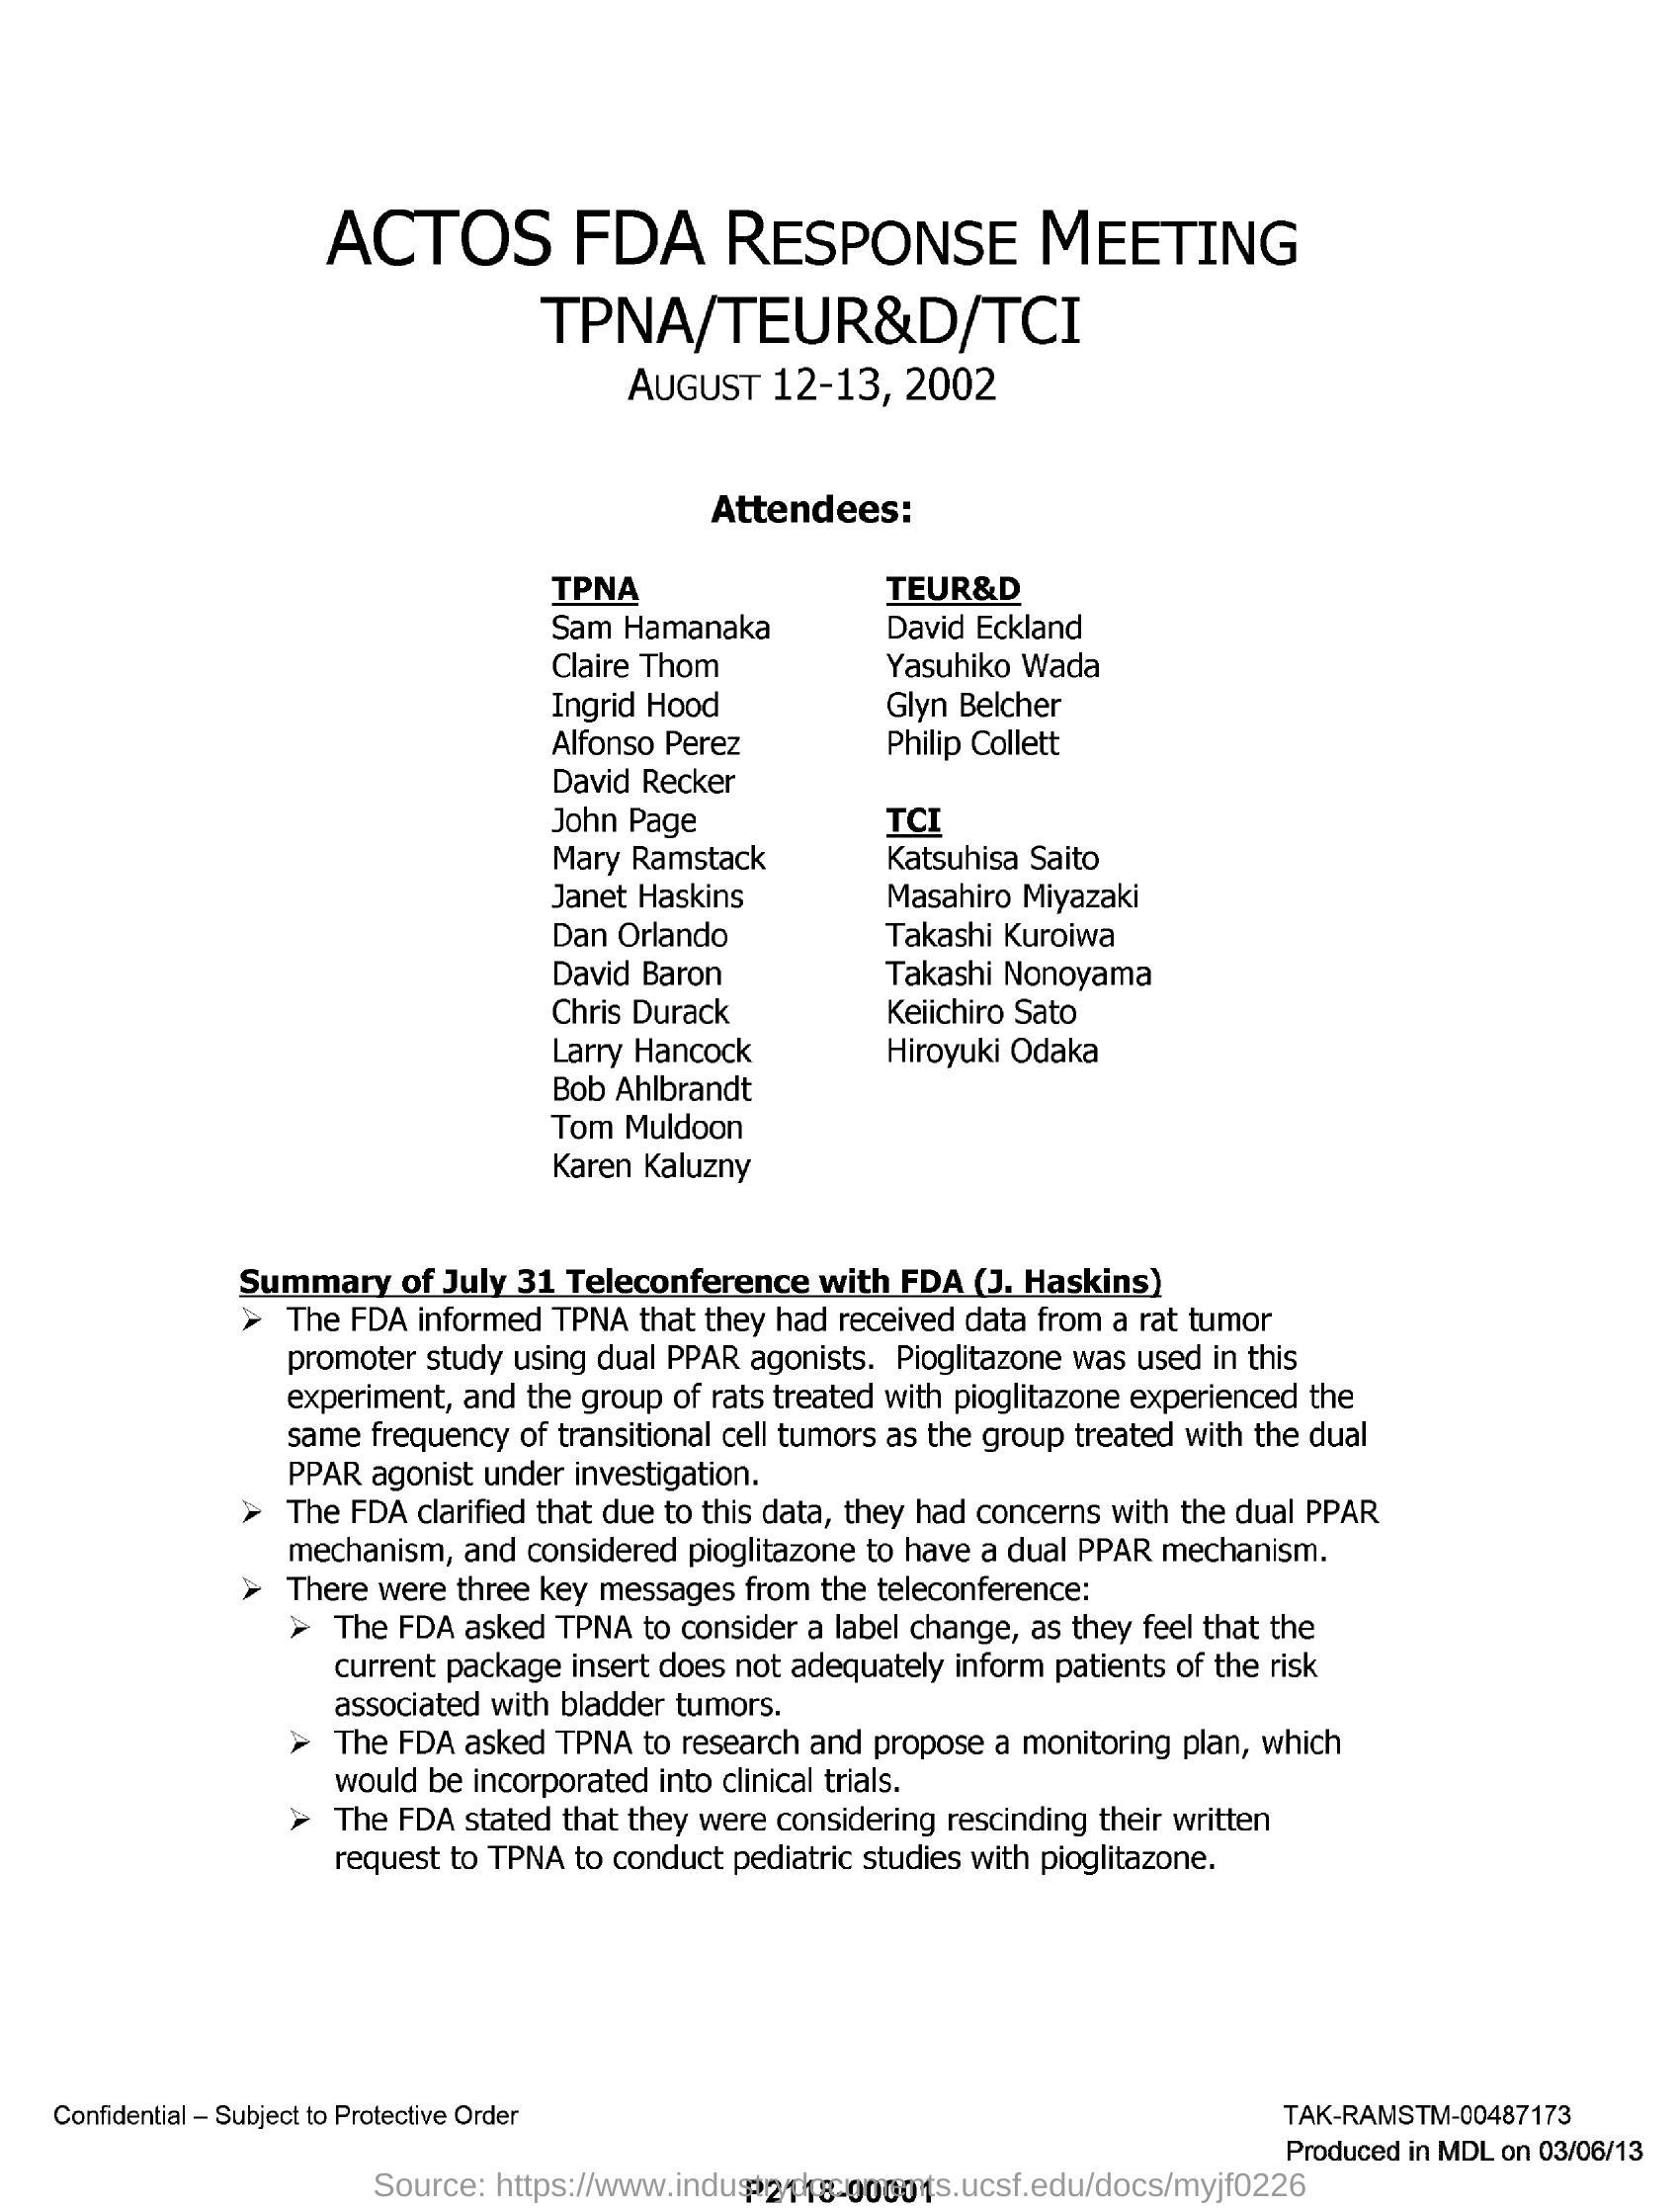 ACTOS FDA RESPONSE MEETING
TPNA/TEUR&D/TCI
AUGUST 12-13, 2002
Attendees:
TPNA
Sam Hamanaka
Claire Thom
Ingrid Hood
Alfonso Perez
David Recker
John Page
Mary Ramstack
Janet Haskins
Dan Orlando
David Baron
Chris Durack
Larry Hancock
Bob Ahlbrandt
Tom Muldoon
Karen Kaluzny
TEUR&D
David Eckland
Yasuhiko Wada
Glyn Belcher
Philip Collett
TCI
Katsuhisa Saito
Masahiro Miyazaki
Takashi Kuroiwa
Takashi Nonoyama
Keiichiro Sato
Hiroyuki Odaka
Summary of July 31 Teleconference with FDA (J. Haskins)
➢ The FDA informed TPNA that they had received data from a rat tumor
promoter study using dual PPAR agonists.  Pioglitazone was used in this
experiment, and the group of rats treated with pioglitazone experienced the
same frequency of transitional cell tumors as the group treated with the dual
PPAR agonist under investigation.
➢ The FDA clarified that due to this data, they had concerns with the dual PPAR
mechanism, and considered pioglitazone to have a dual PPAR mechanism.
➢ There were three key messages from the teleconference:
➢ The FDA asked TPNA to consider a label change, as they feel that the
current package insert does not adequately inform patients of the risk
associated with bladder tumors.
➢ The FDA asked TPNA to research and propose a monitoring plan, which
would be incorporated into clinical trials.
➢ The FDA stated that they were considering rescinding their written
request to TPNA to conduct pediatric studies with pioglitazone.
Confidential – Subject to Protective Order
TAK-RAMSTM-00487173
Produced in MDL on 03/06/13
Source: https://www.industrydocuments.ucsf.edu/docs/myjf0226
P2118-00001